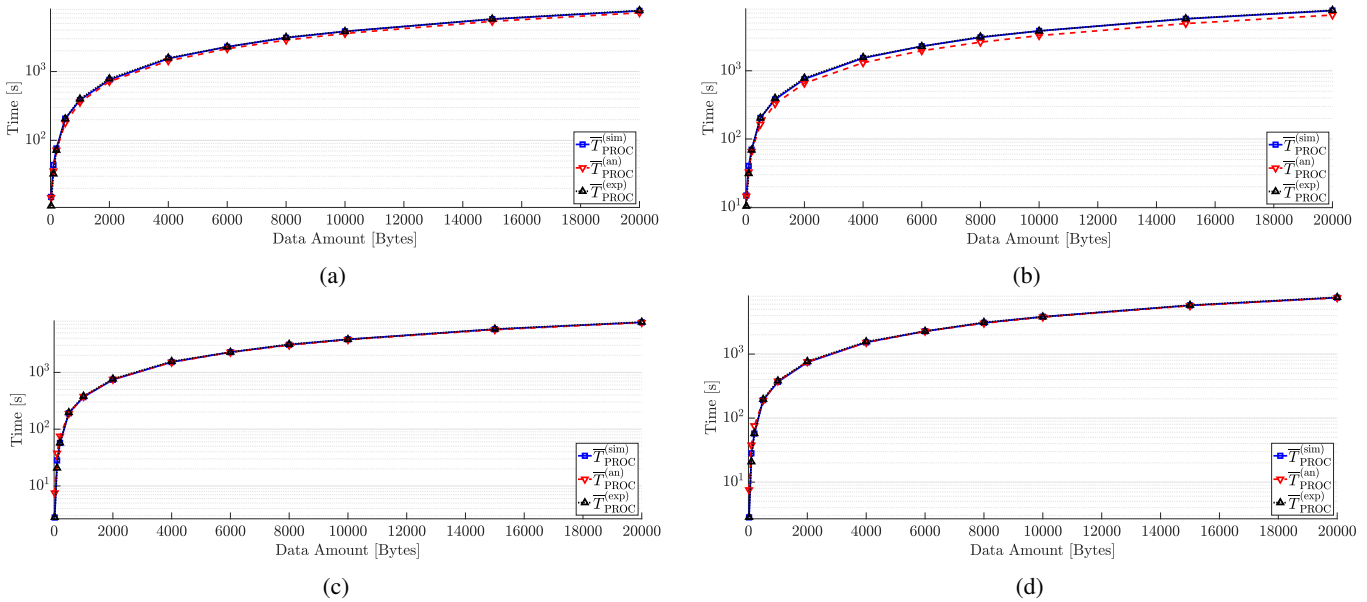 Time [s]
10^3
10^2
0 2000 4000 6000 8000 10000 12000 14000 16000 18000 20000
Data Amount [Bytes]
T̅_PROC^(sim)
T̅_PROC^(an)
T̅_PROC^(exp)
(a)
Time [s]
10^3
10^2
10^1
0 2000 4000 6000 8000 10000 12000 14000 16000 18000 20000
Data Amount [Bytes]
T̅_PROC^(sim)
T̅_PROC^(an)
T̅_PROC^(exp)
(b)
Time [s]
10^3
10^2
10^1
0 2000 4000 6000 8000 10000 12000 14000 16000 18000 20000
Data Amount [Bytes]
T̅_PROC^(sim)
T̅_PROC^(an)
T̅_PROC^(exp)
(c)
Time [s]
10^3
10^2
10^1
0 2000 4000 6000 8000 10000 12000 14000 16000 18000 20000
Data Amount [Bytes]
T̅_PROC^(sim)
T̅_PROC^(an)
T̅_PROC^(exp)
(d)